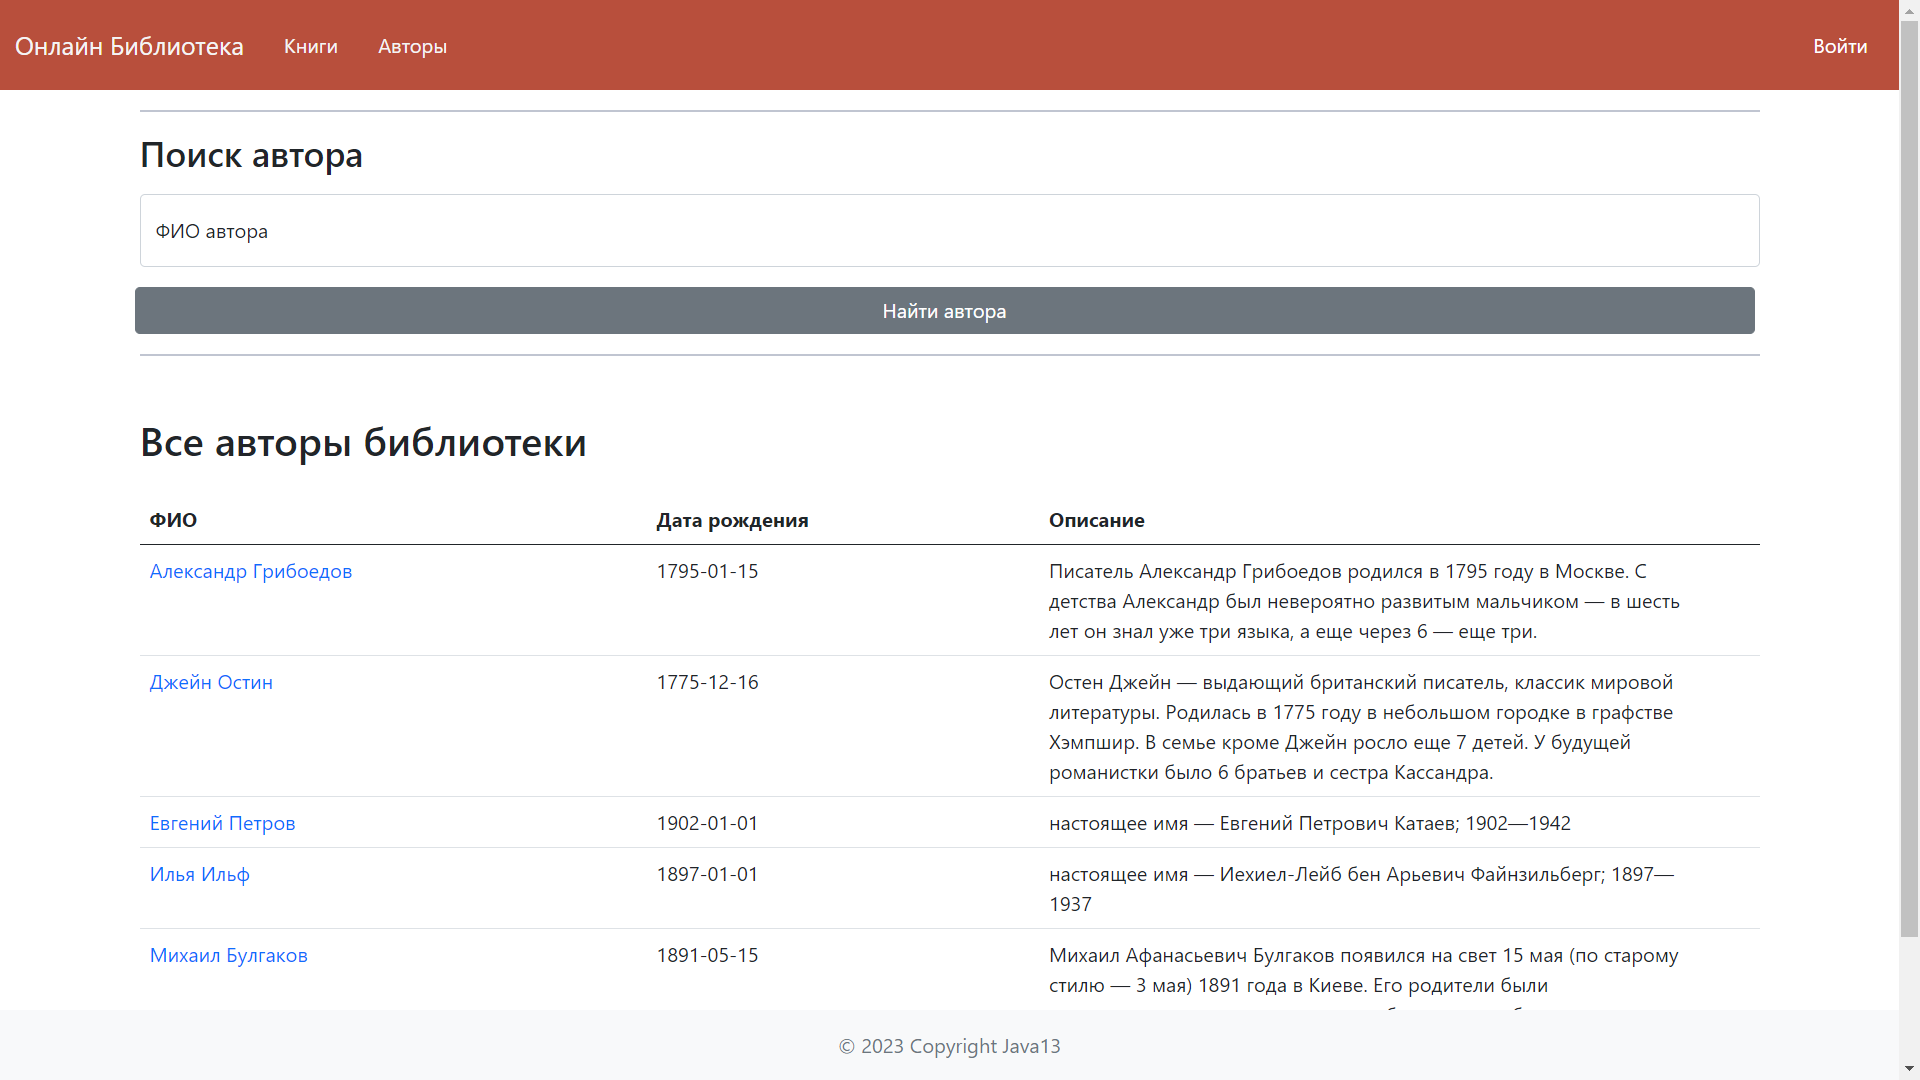 Онлайн Библиотека Книги Авторы Войти
Поиск автора
ФИО автора
Найти автора
Все авторы библиотеки
ФИО Дата рождения Описание
Александр Грибоедов 1795-01-15 Писатель Александр Грибоедов родился в 1795 году в Москве. С
детства Александр был невероятно развитым мальчиком — в шесть
лет он знал уже три языка, а еще через 6 — еще три.
Джейн Остин 1775-12-16 Остен Джейн — выдающий британский писатель, классик мировой
литературы. Родилась в 1775 году в небольшом городке в графстве
Хэмпшир. В семье кроме Джейн росло еще 7 детей. У будущей
романистки было 6 братьев и сестра Кассандра.
Евгений Петров 1902-01-01 настоящее имя — Евгений Петрович Катаев; 1902—1942
Илья Ильф 1897-01-01 настоящее имя — Иехиел-Лейб бен Арьевич Файнзильберг; 1897—
1937
Михаил Булгаков 1891-05-15 Михаил Афанасьевич Булгаков появился на свет 15 мая (по старому
стилю — 3 мая) 1891 года в Киеве. Его родители были
© 2023 Copyright Java13